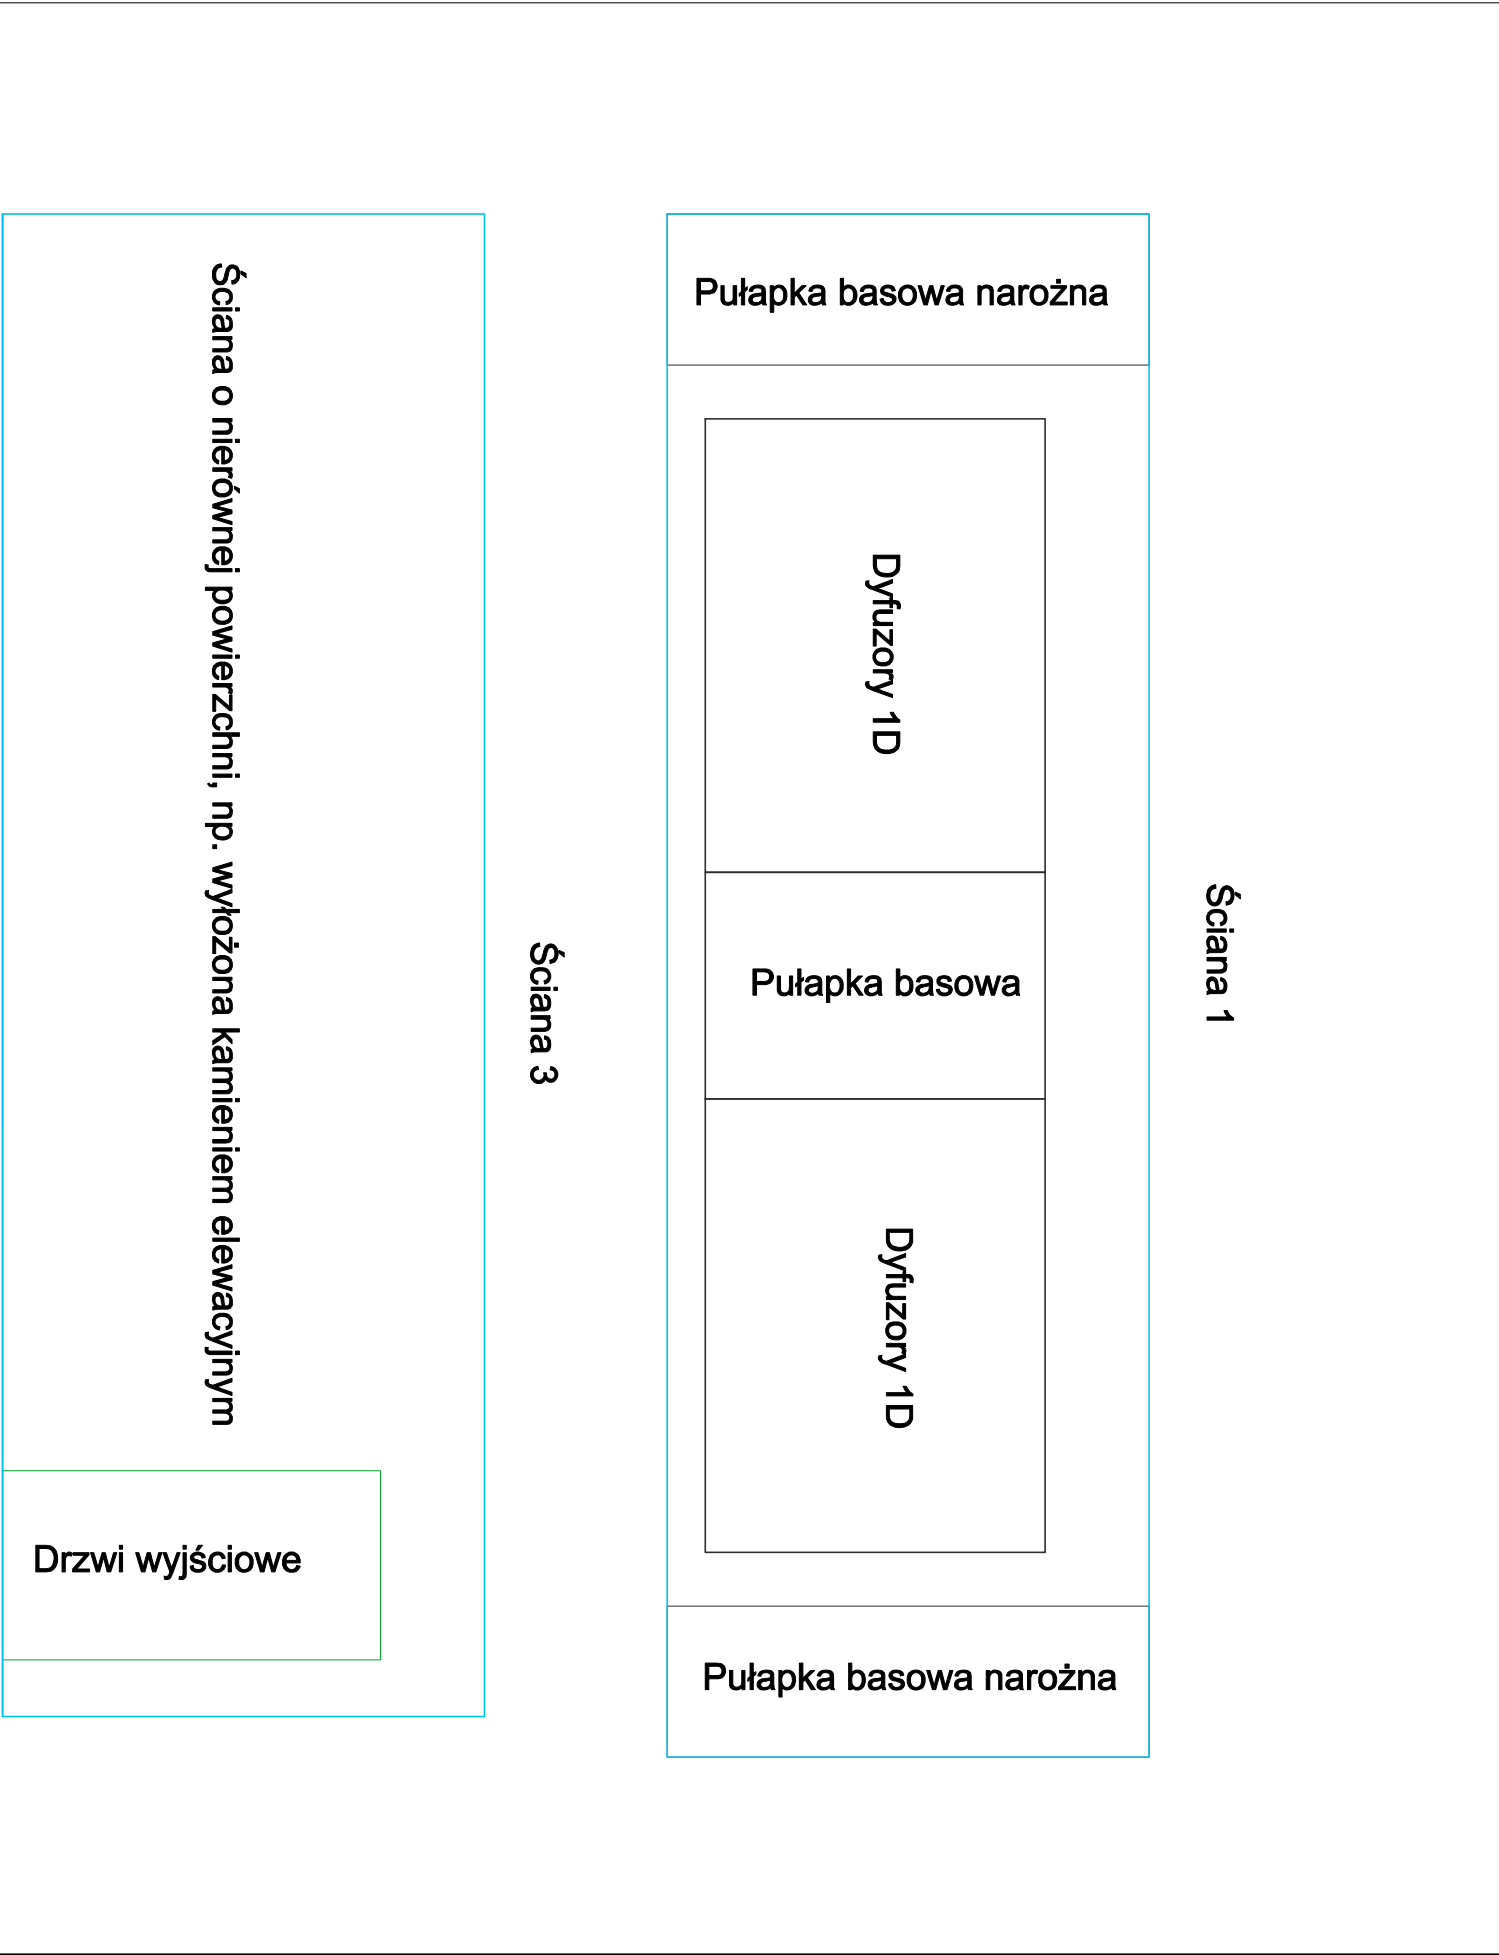 Ściana 1
Pułapka basowa narożna
Dyfuzory 1D
Pułapka basowa
Dyfuzory 1D
Pułapka basowa narożna
Ściana 3
Ściana o nierównej powierzchni, np. wyłożona kamieniem elewacyjnym
Drzwi wyjściowe